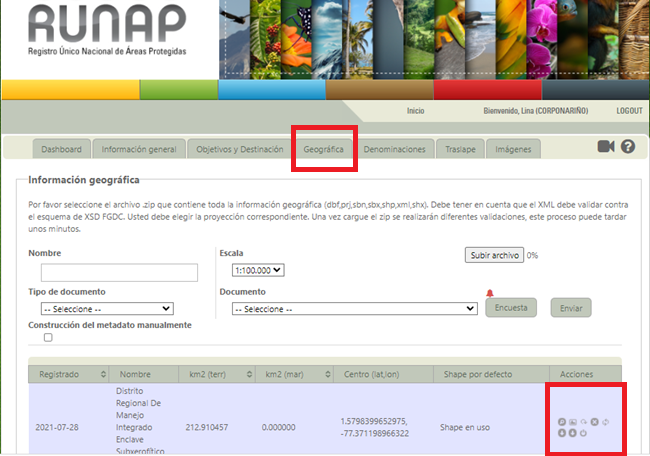 RUNAP
Registro Único Nacional de Áreas Protegidas
Inicio Bienvenido, Lina (CORPONARIÑO) LOGOUT
Dashboard Información general Objetivos y Destinación Geográfica Denominaciones Traslape Imágenes ?
Información geográfica
Por favor seleccione el archivo .zip que contiene toda la información geográfica (dbf,prj,sbn,sbx,shp,xml,shx). Debe tener en cuenta que el XML debe validar contra
el esquema de XSD FGDC. Usted debe elegir la proyección correspondiente. Una vez cargue el zip se realizarán diferentes validaciones, este proceso puede tardar
unos minutos.
Nombre Escala Subir archivo 0%
1:100.000
Tipo de documento Documento
-- Seleccione -- -- Seleccione -- Encuesta Enviar
Construcción del metadato manualmente
Registrado Nombre km2 (terr) km2 (mar) Centro (lat,lon) Shape por defecto Acciones
Distrito
Regional De
Manejo
Integrado
Enclave
Subxerofítico
2021-07-28 212.910457 0.000000 1.5798399652975,
-77.371198966322 Shape en uso